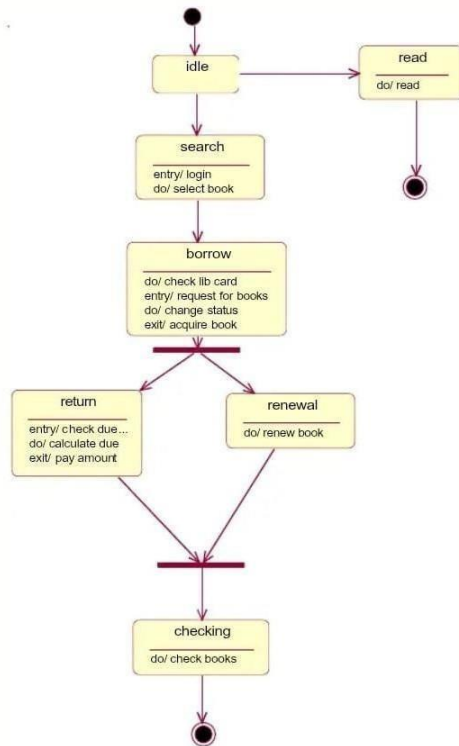 idle
read
do/ read
search
entry/ login
do/ select book
borrow
do/ check lib card
entry/ request for books
do/ change status
exit/ acquire book
return
entry/ check due...
do/ calculate due
exit/ pay amount
renewal
do/ renew book
checking
do/ check books